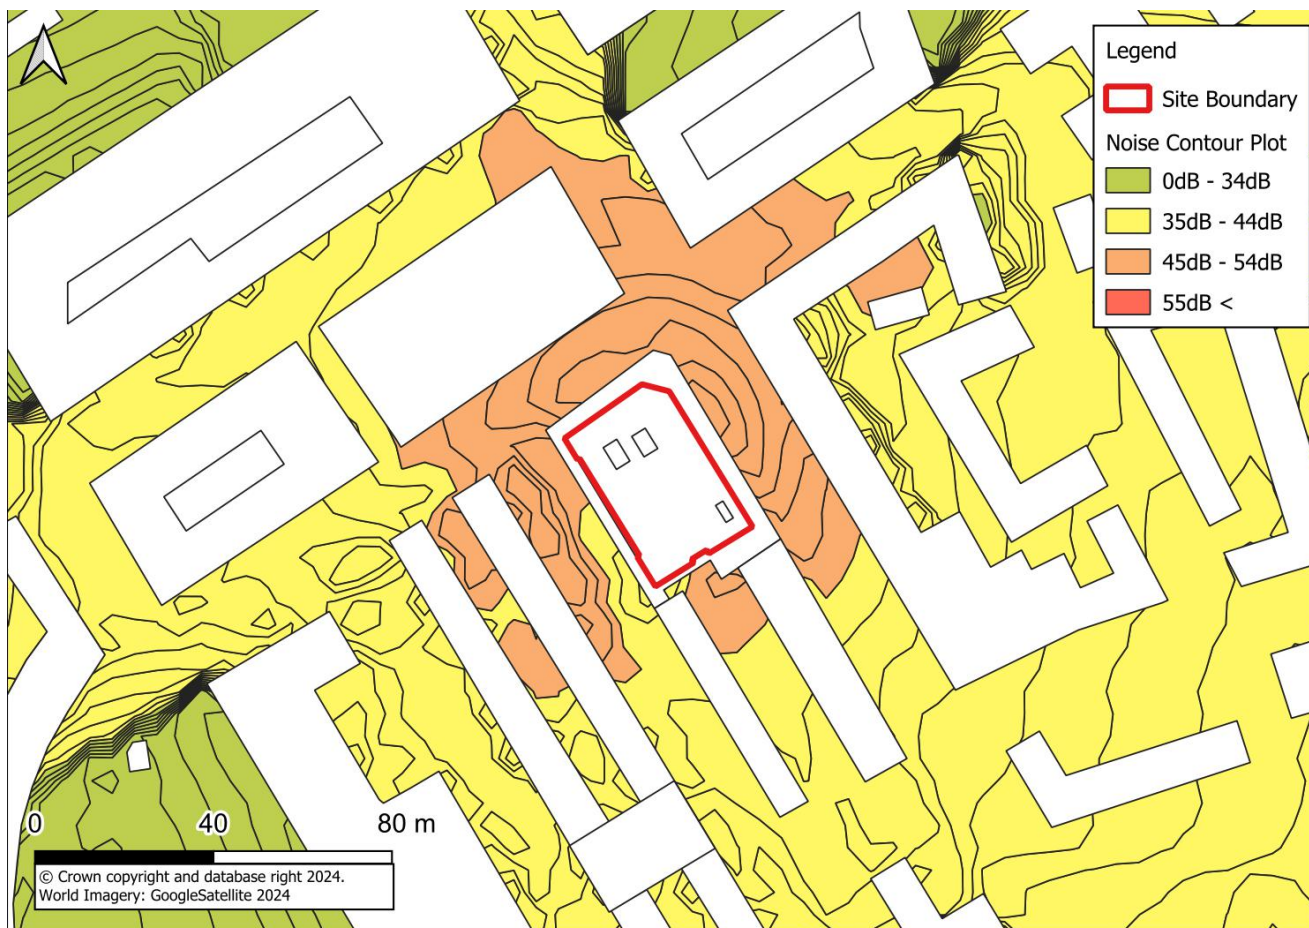 Legend
Site Boundary
Noise Contour Plot
0dB - 34dB
35dB - 44dB
45dB - 54dB
55dB <
0 40 80 m
© Crown copyright and database right 2024.
World Imagery: GoogleSatellite 2024